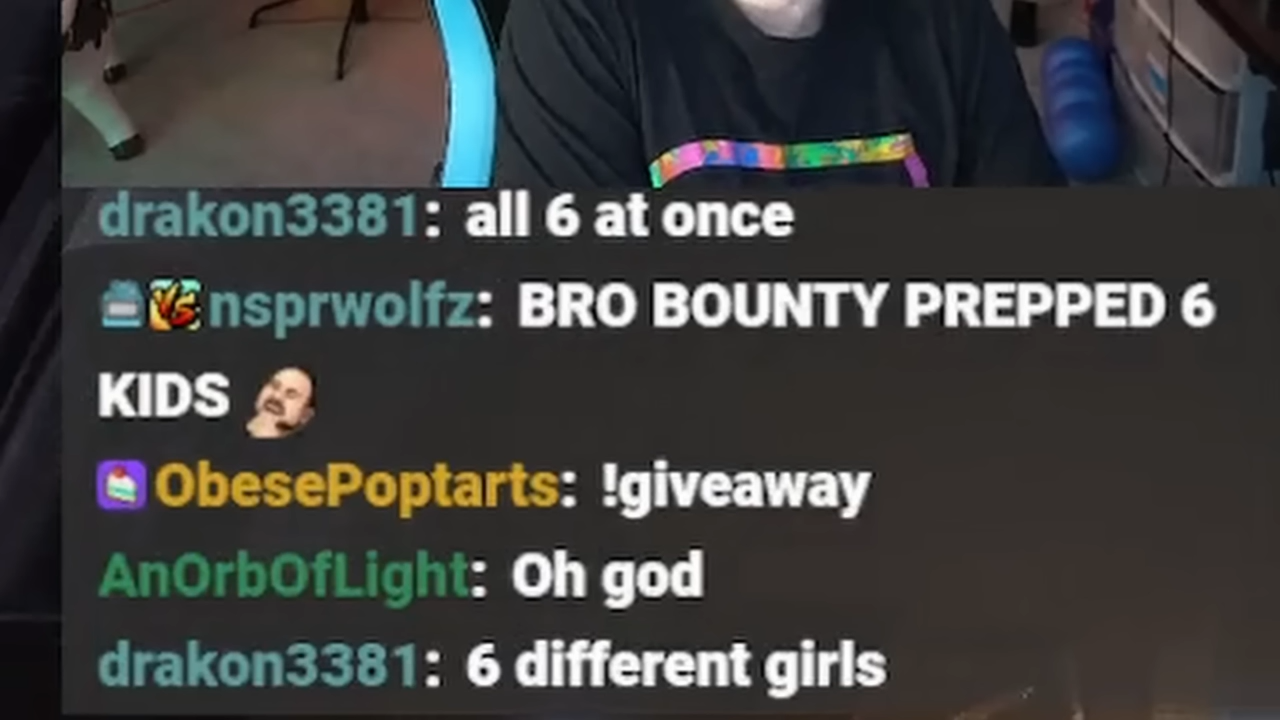 drakon3381: all 6 at once
nsprwolfz: BRO BOUNTY PREPPED 6
KIDS
ObesePoptarts: !giveaway
AnOrbOfLight: Oh god
drakon3381: 6 different girls